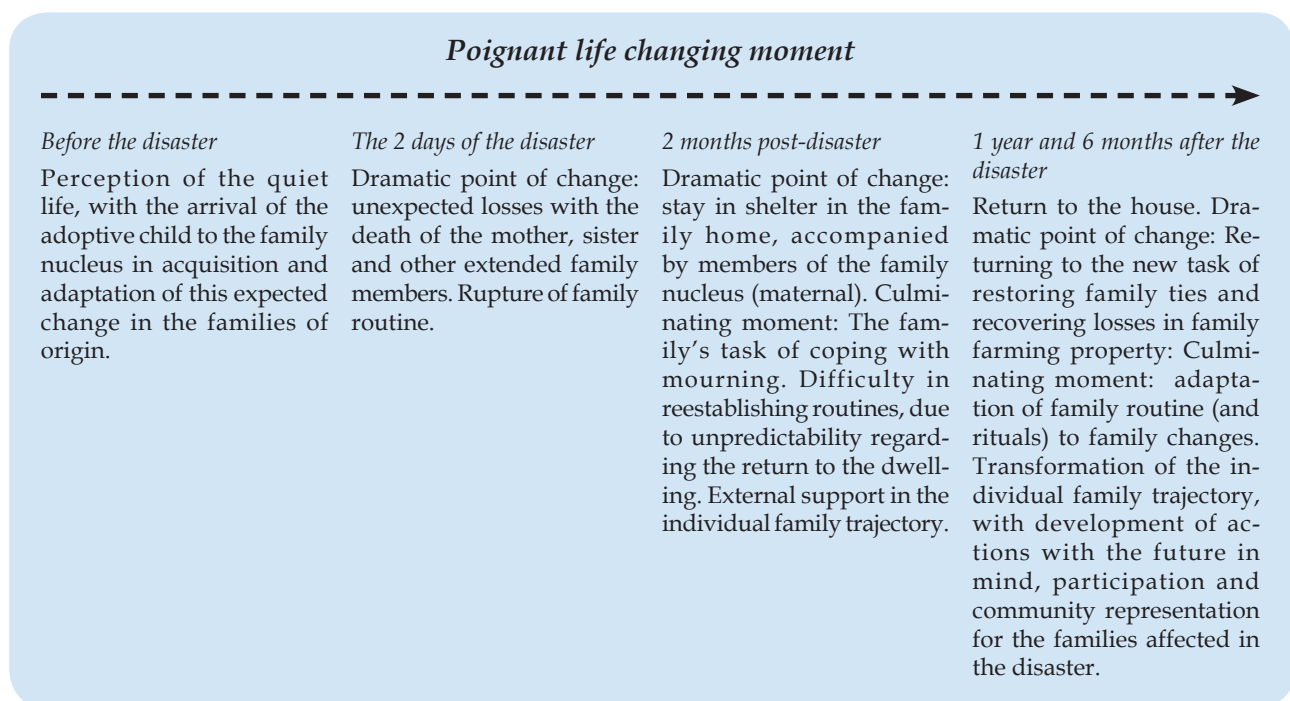 Poignant life changing moment
Before the disaster
Perception of the quiet
life, with the arrival of the
adoptive child to the family
nucleus in acquisition and
adaptation of this expected
change in the families of
origin.
The 2 days of the disaster
Dramatic point of change:
unexpected losses with the
death of the mother, sister
and other extended family
members. Rupture of family
routine.
2 months post-disaster
Dramatic point of change:
stay in shelter in the fam-
ily home, accompanied
by members of the family
nucleus (maternal). Culmi-
nating moment: The fam-
ily's task of coping with
mourning. Difficulty in
reestablishing routines, due
to unpredictability regard-
ing the return to the dwell-
ing. External support in the
individual family trajectory.
1 year and 6 months after the
disaster
Return to the house. Dra-
matic point of change: Re-
turning to the new task of
restoring family ties and
recovering losses in family
farming property: Culmi-
nating moment: adapta-
tion of family routine (and
rituals) to family changes.
Transformation of the in-
dividual family trajectory,
with development of ac-
tions with the future in
mind, participation and
community representation
for the families affected in
the disaster.